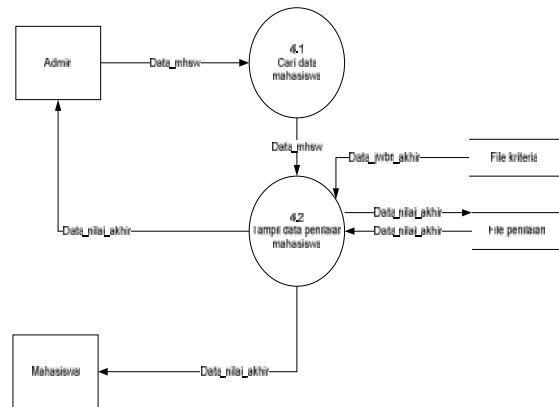 4.1
Cari data
mahasiswa
Admin
Data_mhsw
Data_mhsw
Data_jwbn_akhir
File kriteria
4.2
Tampil data penilaian
mahasiswa
Data_nilai_akhir
Data_nilai_akhir
File penilaian
Data_nilai_akhir
Mahasiswa
Data_nilai_akhir